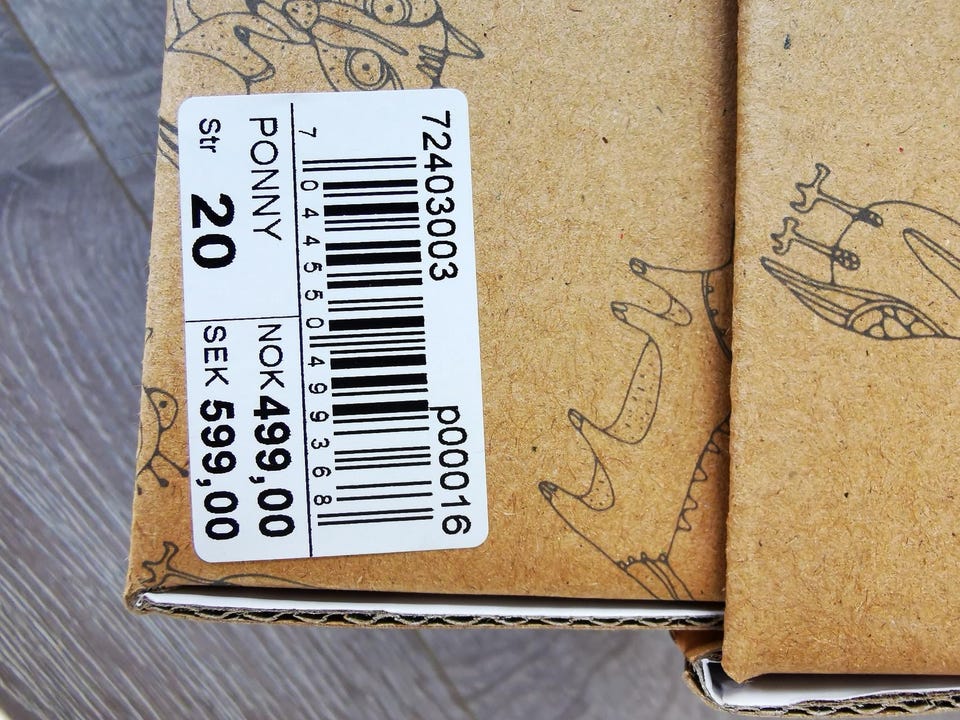 72403003 p00016
7 044550 499368
PONNY NOK 499,00
Str 20 SEK 599,00